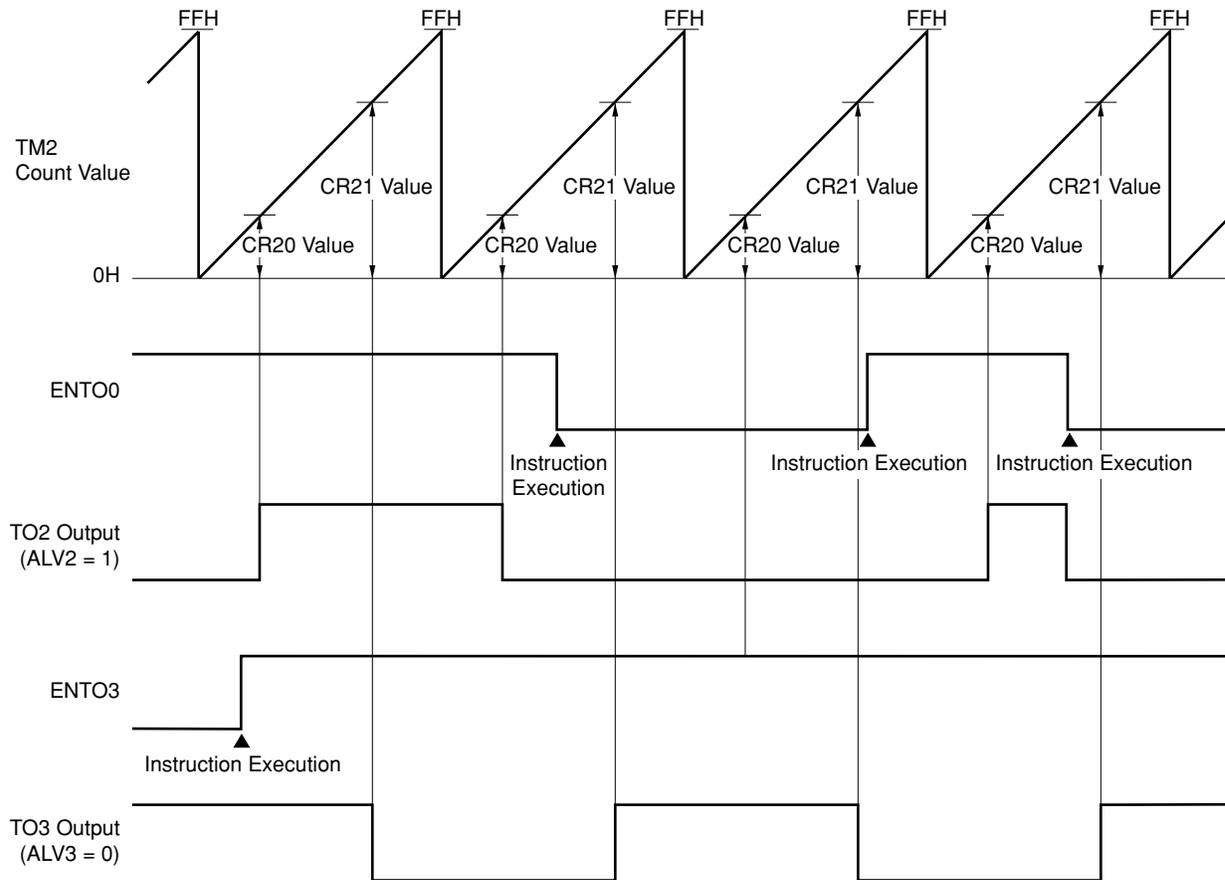 FFH FFH FFH FFH FFH
TM2
Count Value
CR21 Value CR21 Value CR21 Value CR21 Value
CR20 Value CR20 Value CR20 Value CR20 Value
0H
ENTO0
Instruction
Execution
Instruction Execution
Instruction Execution
TO2 Output
(ALV2 = 1)
ENTO3
Instruction Execution
TO3 Output
(ALV3 = 0)